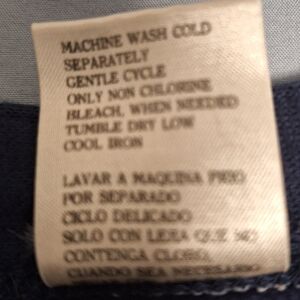 MACHINE WASH COLD
SEPARATELY
GENTLE CYCLE
ONLY NON CHLORINE
BLEACH, WHEN NEEDED
TUMBLE DRY LOW
COOL IRON
LAVAR A MAQUINA FRIO
POR SEPARADO
CICLO DELICADO
SOLO CON LEJIA QUE NO
CONTENGA CLORO,
CUANDO SEA NECESARIO